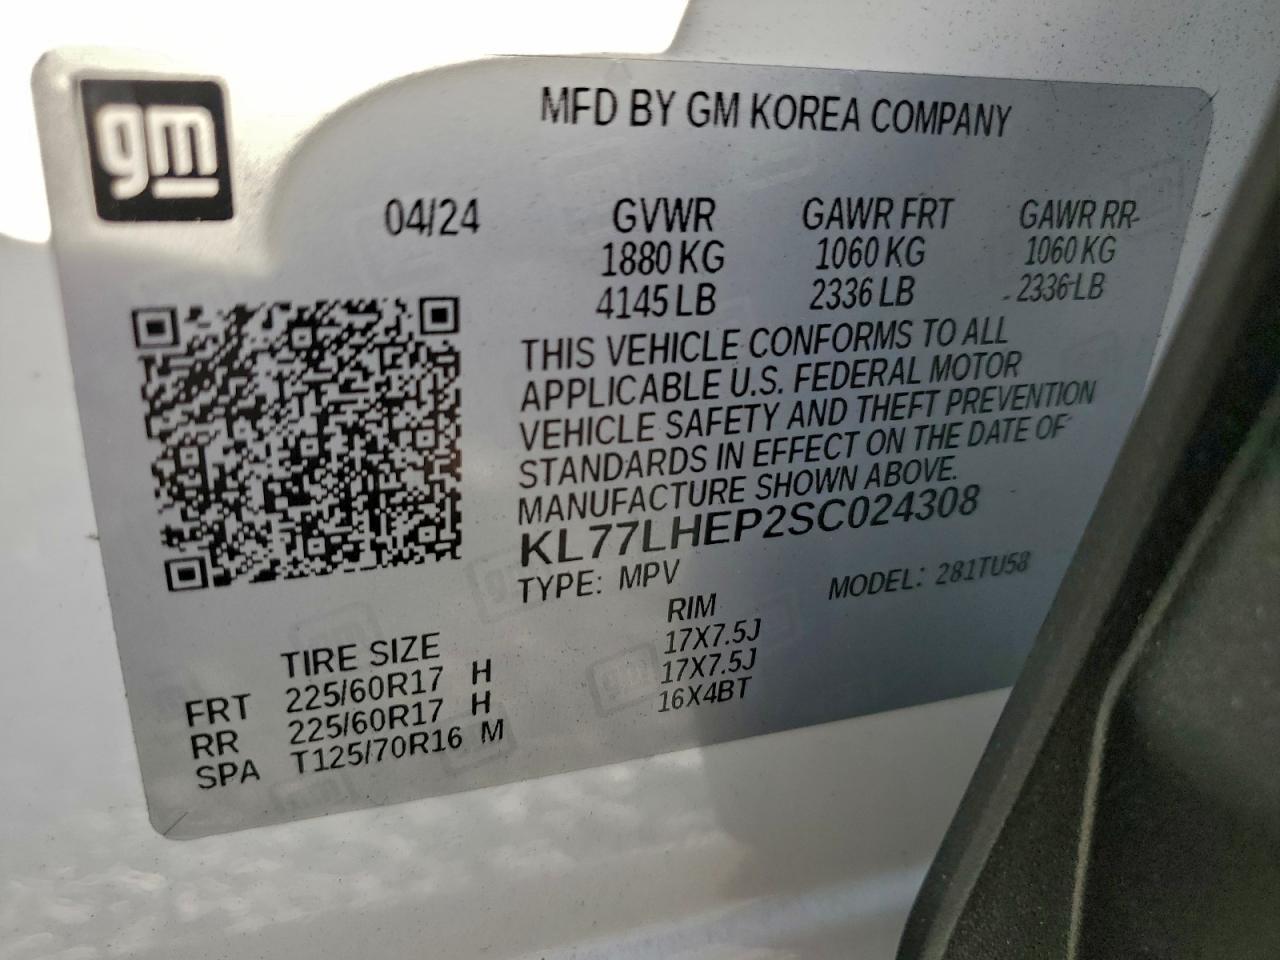 gm
MFD BY GM KOREA COMPANY
04/24 GVWR GAWR FRT GAWR RR
1880 KG 1060 KG 1060 KG
4145 LB 2336 LB 2336 LB
THIS VEHICLE CONFORMS TO ALL
APPLICABLE U.S. FEDERAL MOTOR
VEHICLE SAFETY AND THEFT PREVENTION
STANDARDS IN EFFECT ON THE DATE OF
MANUFACTURE SHOWN ABOVE.
KL77LHEP2SC024308
TYPE: MPV MODEL: 281TU58
TIRE SIZE RIM
FRT 225/60R17 H 17X7.5J
RR 225/60R17 H 17X7.5J
SPA T125/70R16 M 16X4BT